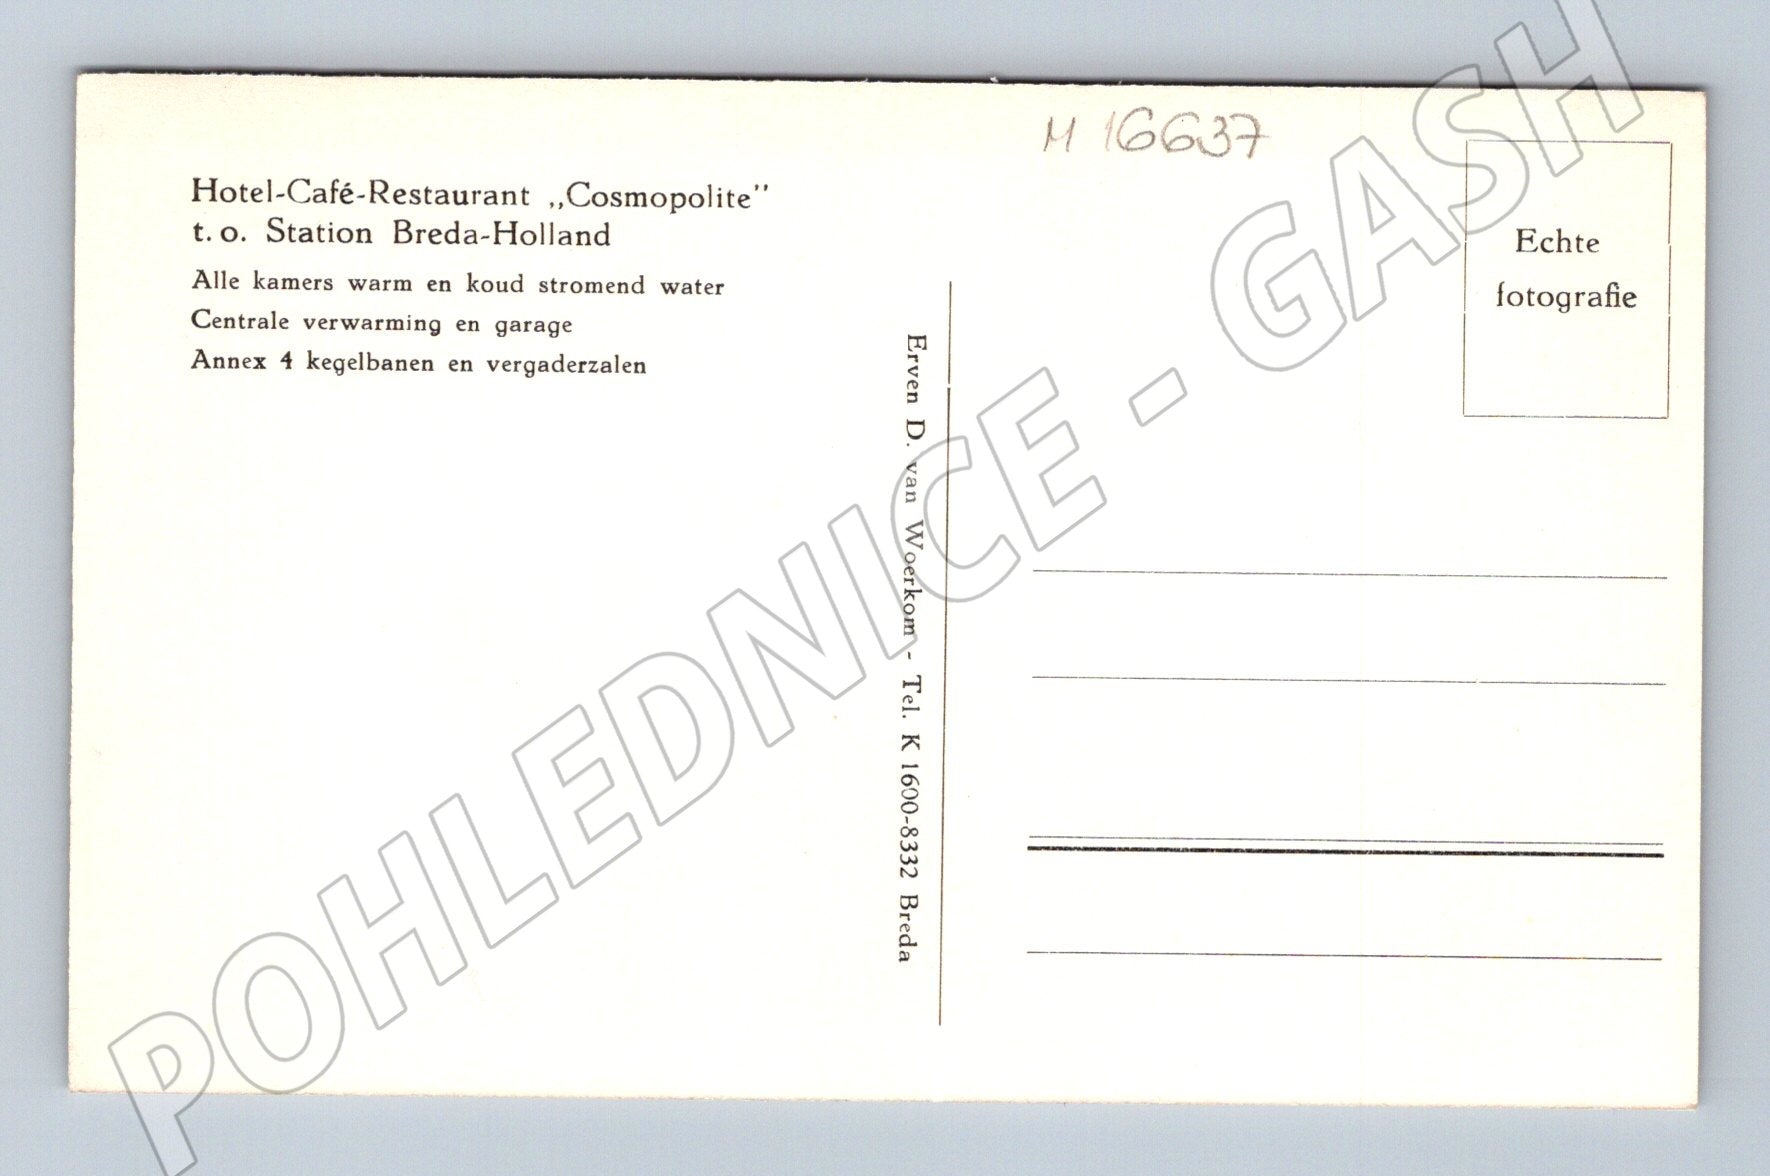 M 16637
Hotel-Café-Restaurant „Cosmopolite”
t. o. Station Breda-Holland
Alle kamers warm en koud stromend water
Centrale verwarming en garage
Annex 4 kegelbanen en vergaderzalen
Erven D. van Woerkom - Tel. K 1600-8332 Breda
Echte
fotografie
POHLEDNICE - GASH